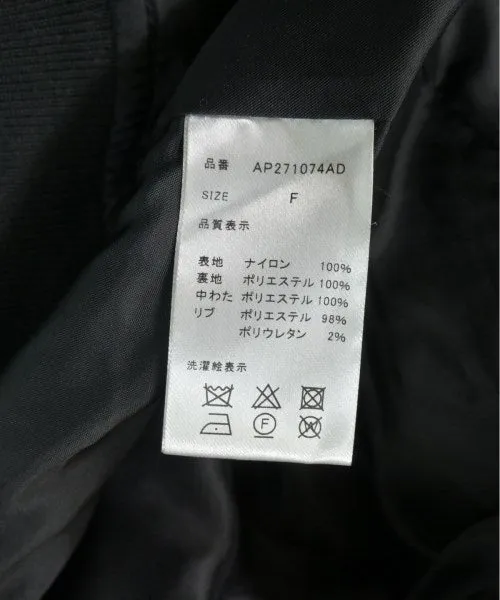 品番 AP271074AD
SIZE F
品質表示
表地 ナイロン 100%
裏地 ポリエステル 100%
中わた ポリエステル 100%
リブ ポリエステル 98%
ポリウレタン 2%
洗濯絵表示
F W